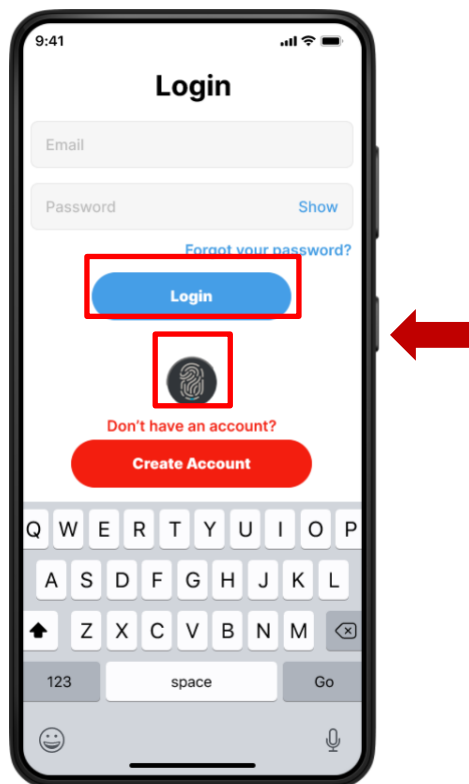 9:41
Login
Email
Password Show
Forgot your password?
Login
Don't have an account?
Create Account
Q W E R T Y U I O P
A S D F G H J K L
Z X C V B N M
123 space Go